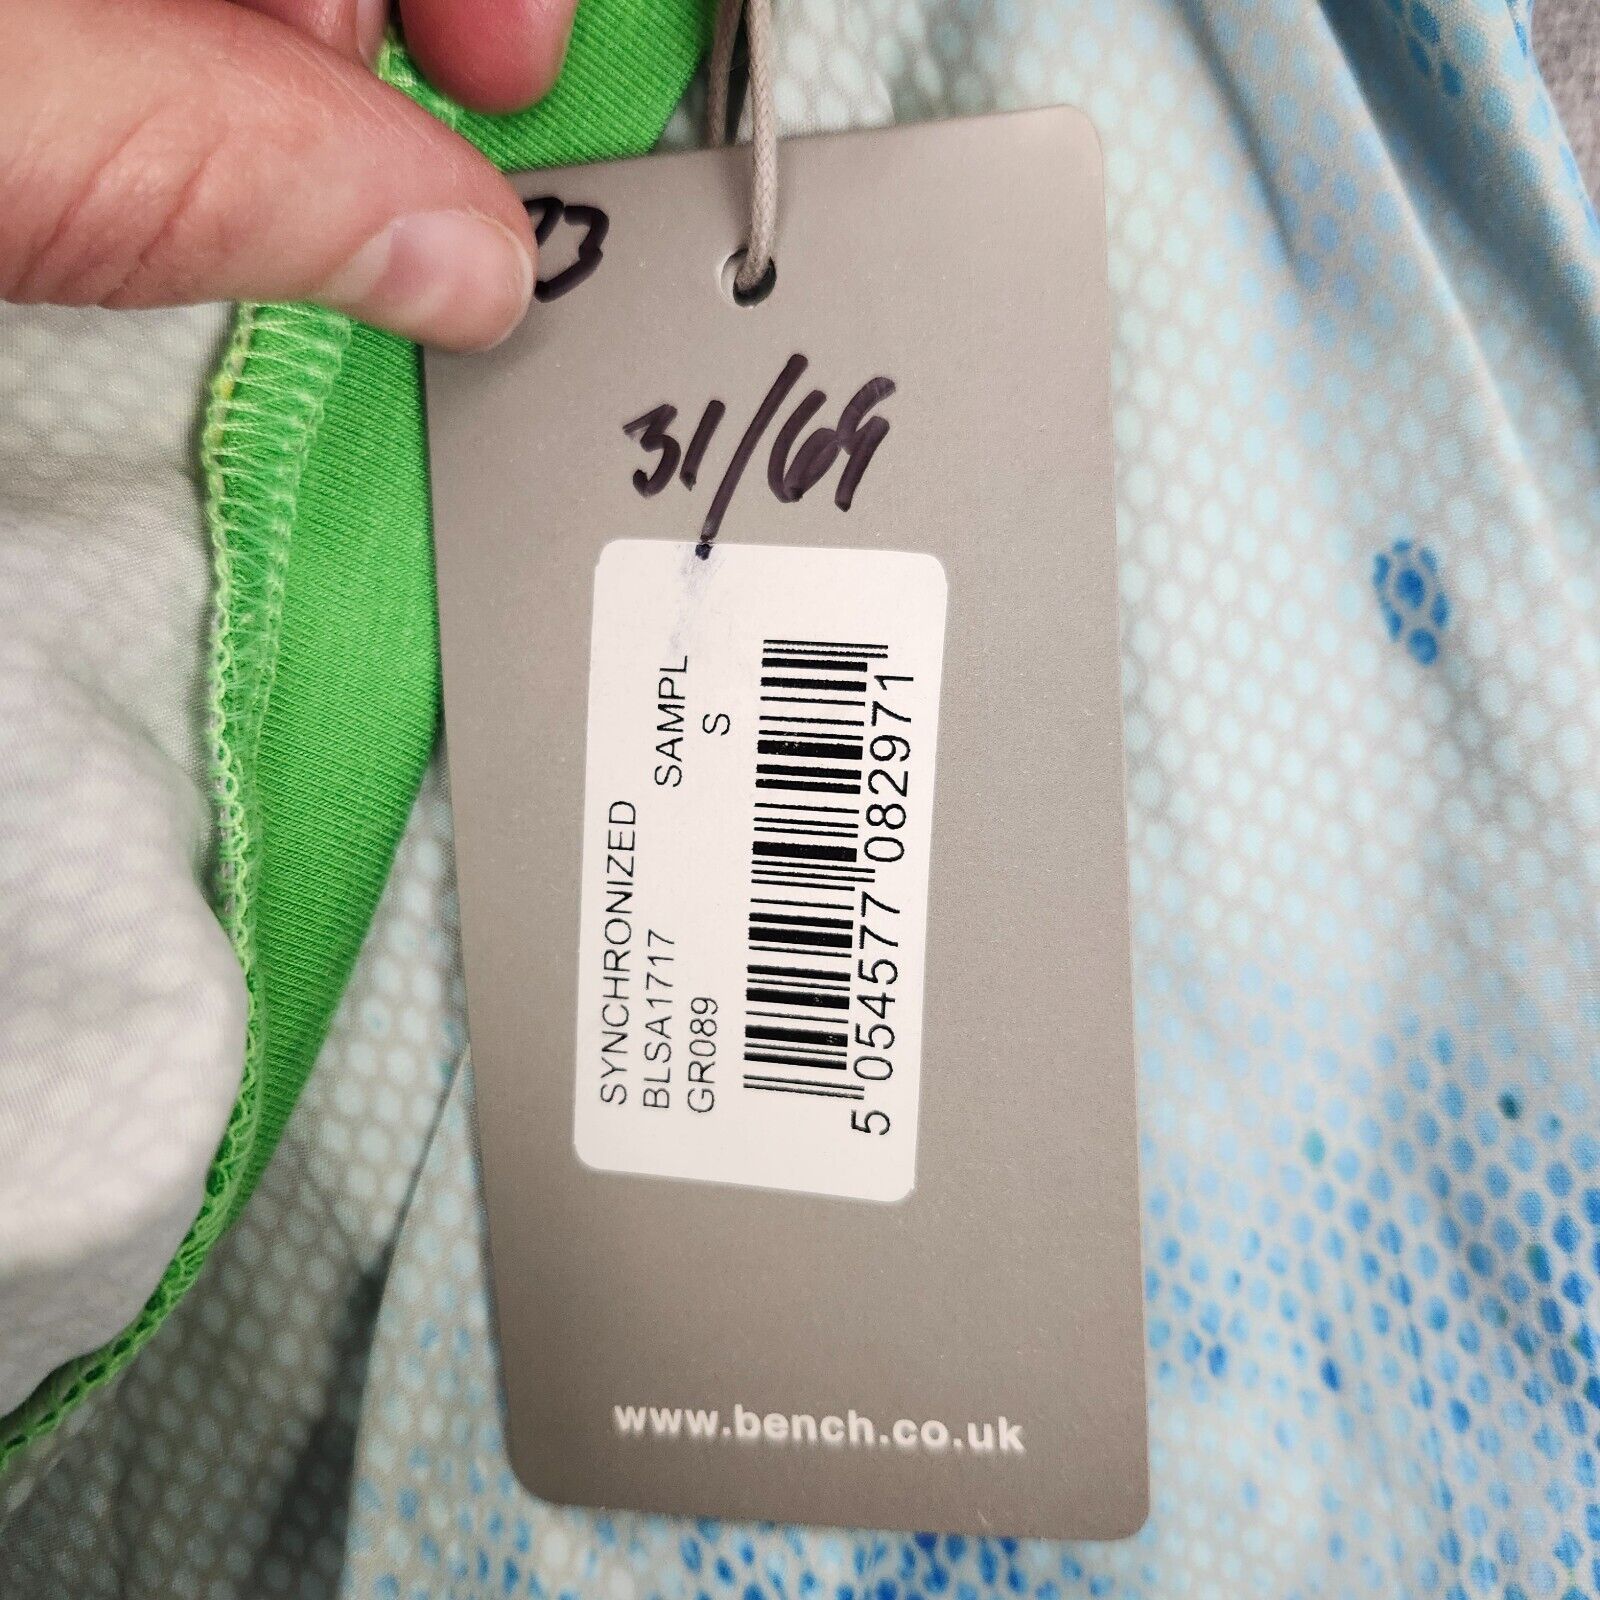 31/69
SYNCHRONIZED
BLSA1717 SAMPL
GR089 S
5 054577 082971
www.bench.co.uk